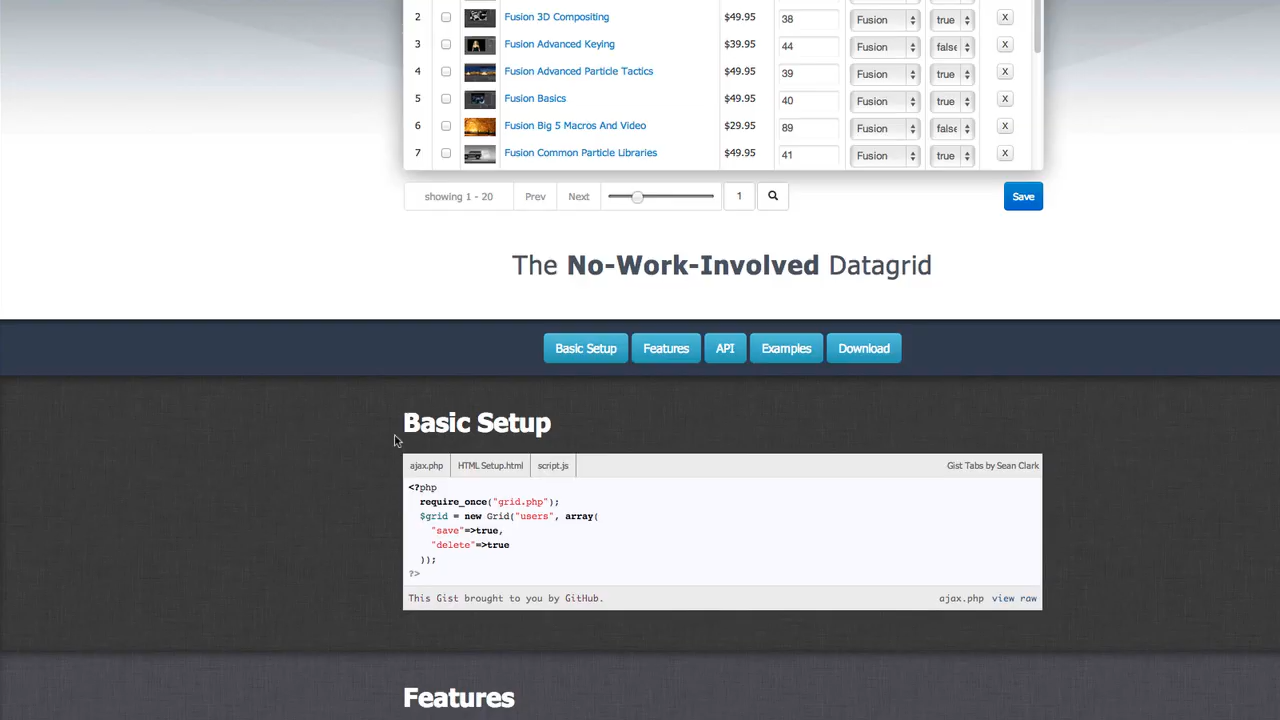 2 Fusion 3D Compositing $49.95 38 Fusion true X
3 Fusion Advanced Keying $39.95 44 Fusion false X
4 Fusion Advanced Particle Tactics $49.95 39 Fusion true X
5 Fusion Basics $49.95 40 Fusion true X
6 Fusion Big 5 Macros And Video $29.95 89 Fusion false X
7 Fusion Common Particle Libraries $49.95 41 Fusion true X
showing 1 - 20 Prev Next 1 Save
The No-Work-Involved Datagrid
Basic Setup Features API Examples Download
Basic Setup
ajax.php HTML Setup.html script.js Gist Tabs by Sean Clark
<?php
require_once("grid.php");
$grid = new Grid("users", array(
"save"=>true,
"delete"=>true
));
?>
This Gist brought to you by GitHub. ajax.php view raw
Features